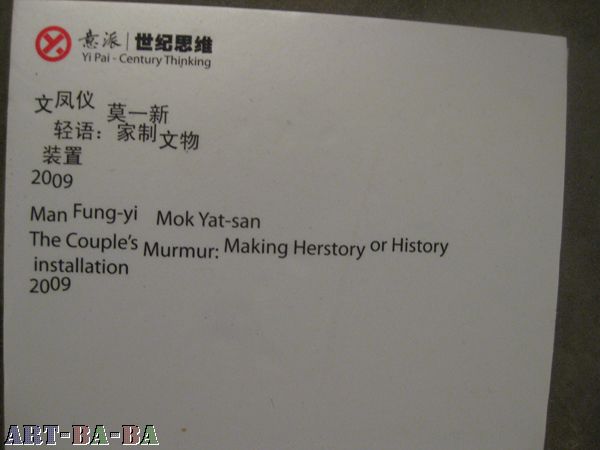 意派 | 世纪思维
Yi Pai - Century Thinking
文凤仪 莫一新
轻语：家制文物
装置
2009
Man Fung-yi Mok Yat-san
The Couple's Murmur: Making Herstory or History
installation
2009
ART-BA-BA